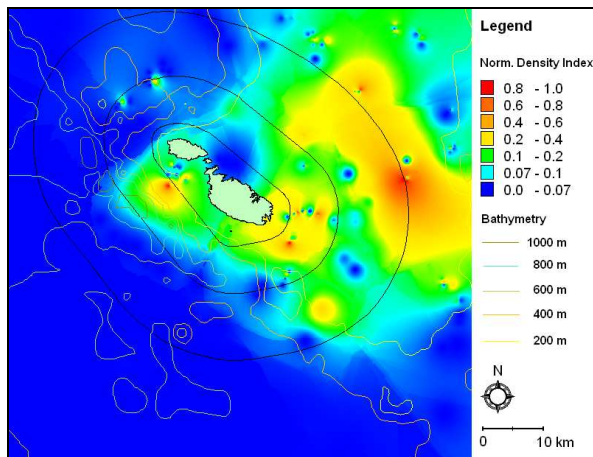 Legend
Norm. Density Index
0.8 - 1.0
0.6 - 0.8
0.4 - 0.6
0.2 - 0.4
0.1 - 0.2
0.07 - 0.1
0.0 - 0.07
Bathymetry
1000 m
800 m
600 m
400 m
200 m
N
0 10 km